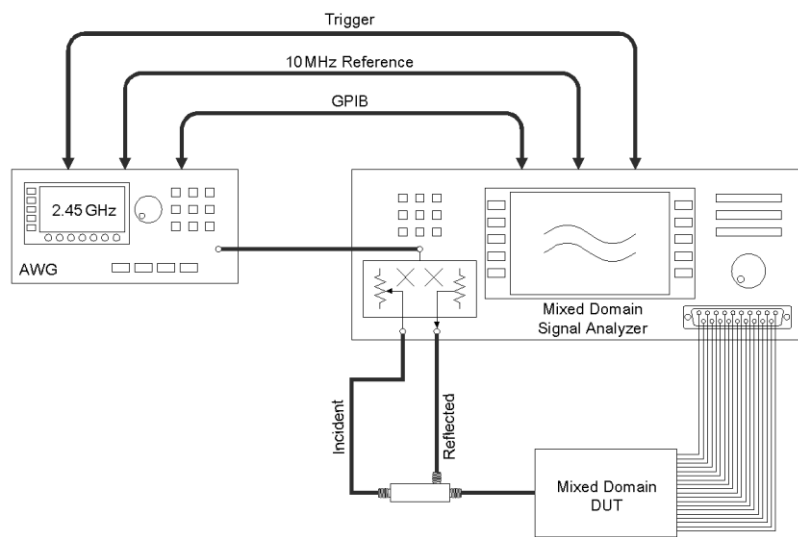 Trigger
10 MHz Reference
GPIB
2.45 GHz
AWG
Mixed Domain
Signal Analyzer
Incident
Reflected
Mixed Domain
DUT